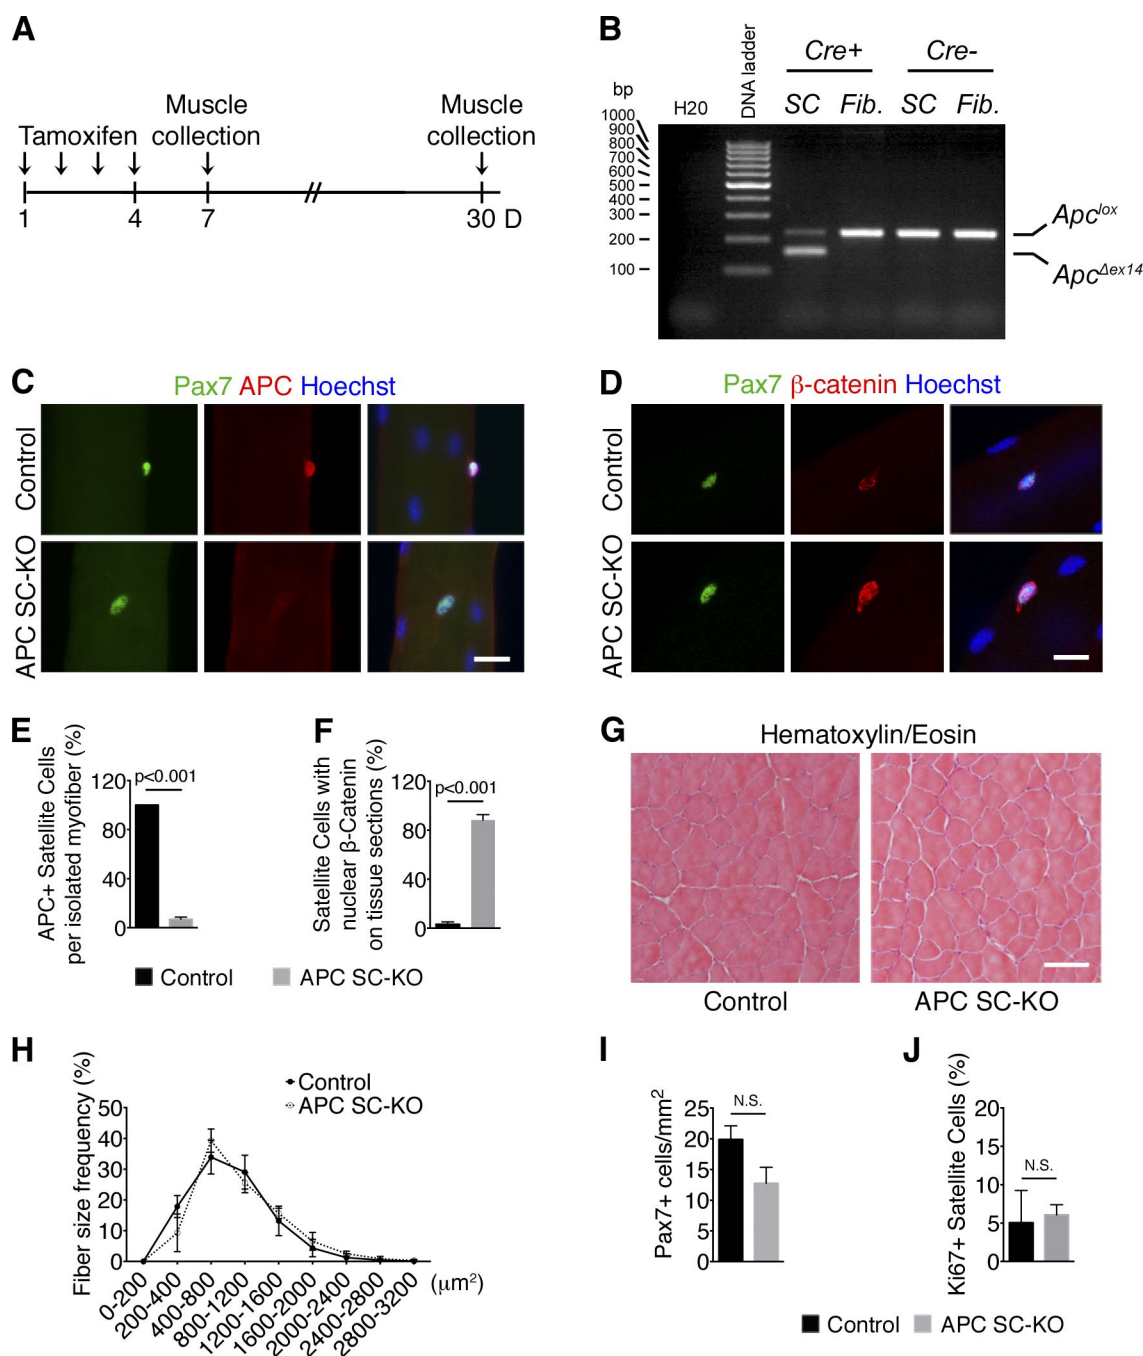 A
Tamoxifen
Muscle
collection
Muscle
collection
1
4
7
30 D
B
Cre+
Cre-
bp
H20
DNA ladder
SC
Fib.
SC
Fib.
1000
900
800
700
600
500
400
300
200
100
Apc^lox
Apc^Δex14
C
Pax7 APC Hoechst
Control
APC SC-KO
D
Pax7 β-catenin Hoechst
Control
APC SC-KO
E
APC+ Satellite Cells
per isolated myofiber (%)
120
80
40
0
p<0.001
F
Satellite Cells with
nuclear β-Catenin
on tissue sections (%)
120
80
40
0
p<0.001
Control
APC SC-KO
G
Hematoxylin/Eosin
Control
APC SC-KO
H
Fiber size frequency (%)
Control
APC SC-KO
50
40
30
20
10
0
0-200
200-400
400-800
800-1200
1200-1600
1600-2000
2000-2400
2400-2800
2800-3200
(μm²)
I
Pax7+ cells/mm²
25
20
15
10
5
0
N.S.
J
Ki67+ Satellite Cells (%)
20
15
10
5
0
N.S.
Control
APC SC-KO